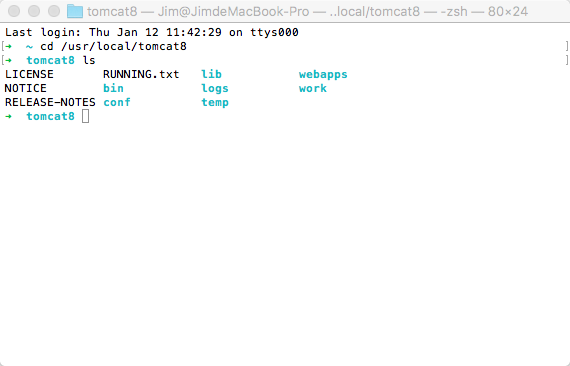 tomcat8 — Jim@JimdeMacBook-Pro — ..local/tomcat8 — -zsh — 80×24
Last login: Thu Jan 12 11:42:29 on ttys000
[➜  ~ cd /usr/local/tomcat8 ]
[➜  tomcat8 ls ]
LICENSE       RUNNING.txt   lib           webapps
NOTICE        bin           logs          work
RELEASE-NOTES conf          temp
➜  tomcat8